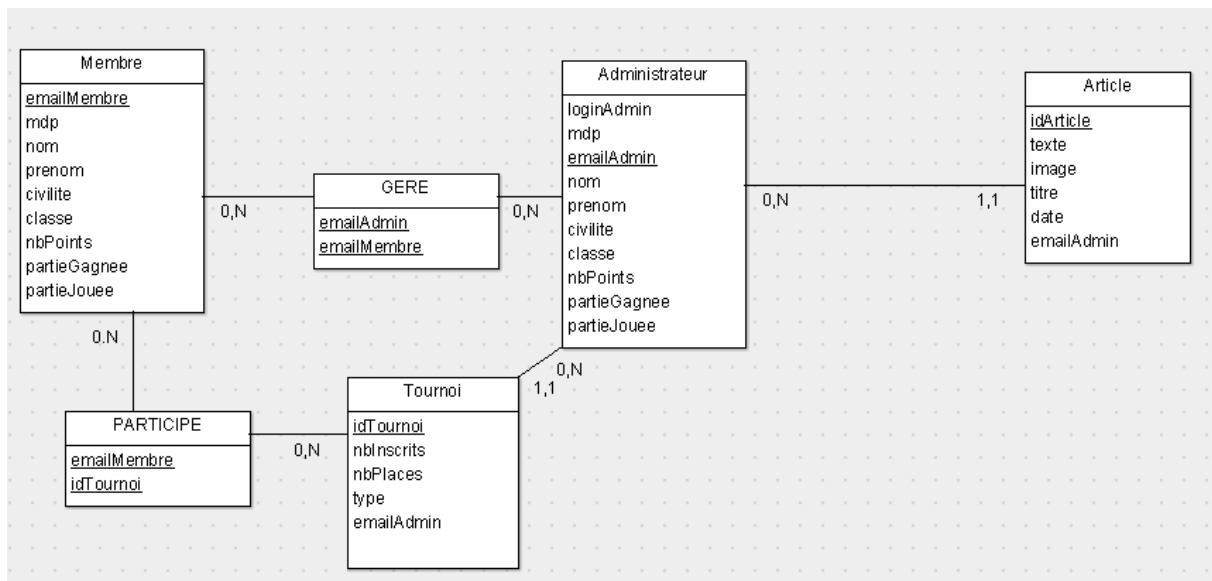 Membre
emailMembre
mdp
nom
prenom
civilite
classe
nbPoints
partieGagnee
partieJouee
0,N
GERE
emailAdmin
emailMembre
0,N
Administrateur
loginAdmin
mdp
emailAdmin
nom
prenom
civilite
classe
nbPoints
partieGagnee
partieJouee
0,N
1,1
Article
idArticle
texte
image
titre
date
emailAdmin
0.N
PARTICIPE
emailMembre
idTournoi
0,N
Tournoi
idTournoi
nbInscrits
nbPlaces
type
emailAdmin
0,N
1,1